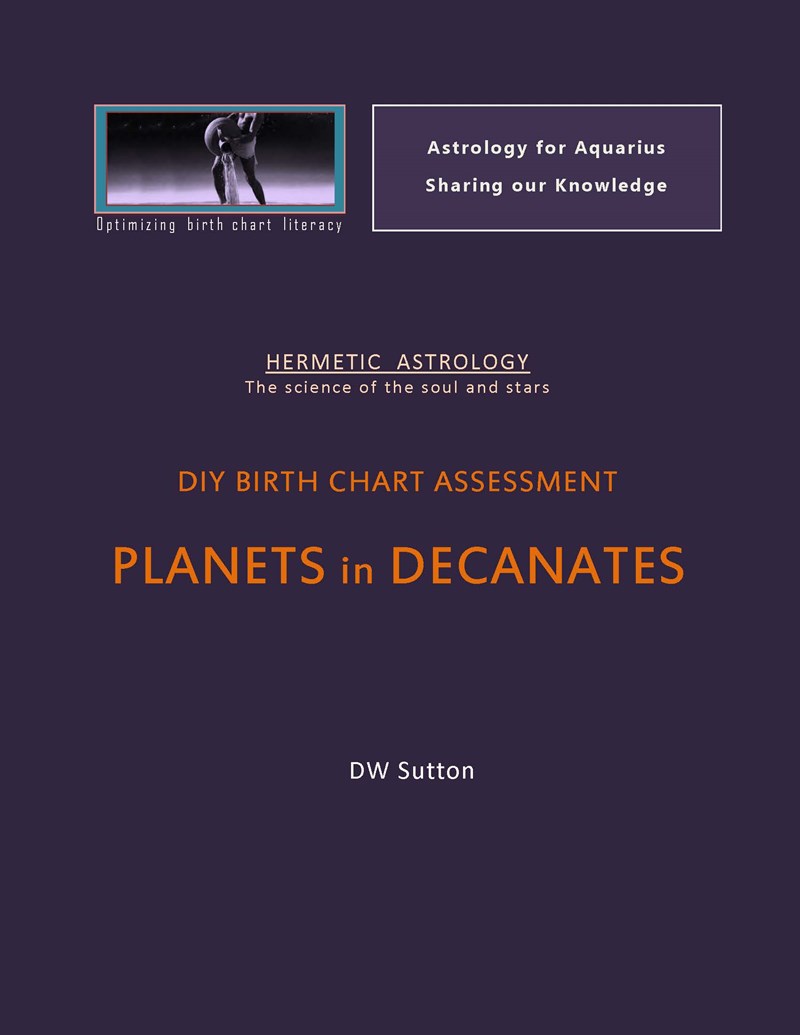 Optimizing birth chart literacy
Astrology for Aquarius
Sharing our Knowledge
HERMETIC ASTROLOGY
The science of the soul and stars
DIY BIRTH CHART ASSESSMENT
PLANETS in DECANATES
DW Sutton